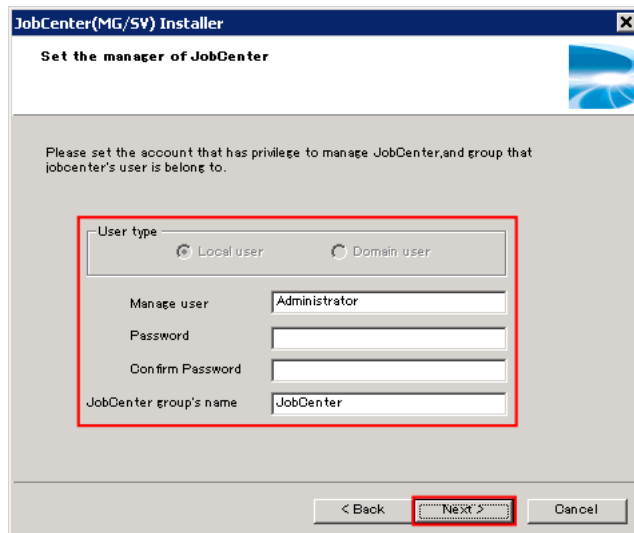 JobCenter(MG/SV) Installer
Set the manager of JobCenter
Please set the account that has privilege to manage JobCenter,and group that
jobcenter's user is belong to.
User type
Local user Domain user
Manage user Administrator
Password
Confirm Password
JobCenter group's name JobCenter
< Back Next > Cancel